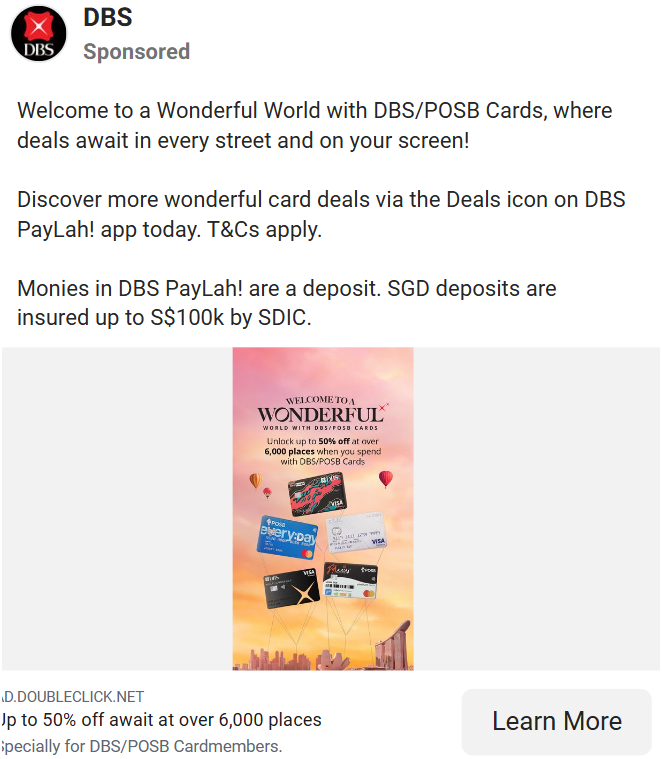 DBS
DBS
Sponsored
Welcome to a Wonderful World with DBS/POSB Cards, where
deals await in every street and on your screen!
Discover more wonderful card deals via the Deals icon on DBS
PayLah! app today. T&Cs apply.
Monies in DBS PayLah! are a deposit. SGD deposits are
insured up to S$100k by SDIC.
WELCOME TO A
WONDERFUL
WORLD WITH DBS/POSB CARDS
Unlock up to 50% off at over
6,000 places when you spend
with DBS/POSB Cards
DBS
VISA
POSB
everyday
VISA
VISA
POSB
D.DOUBLECLICK.NET
Up to 50% off await at over 6,000 places
Specially for DBS/POSB Cardmembers.
Learn More